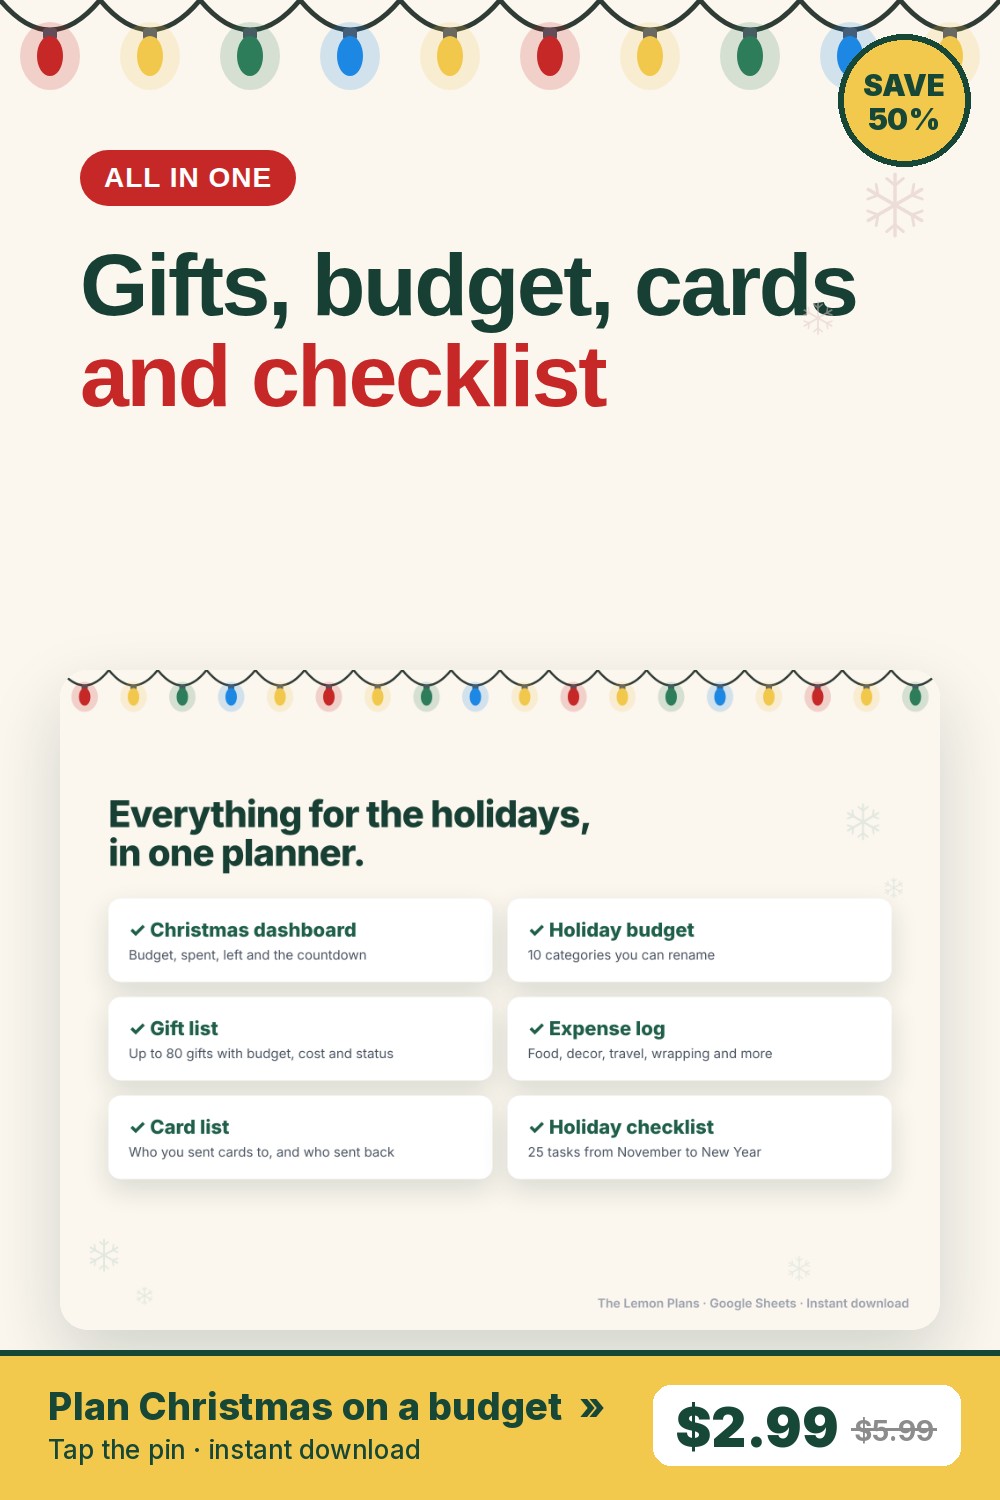 SAVE
50%
ALL IN ONE
Gifts, budget, cards
and checklist
Everything for the holidays,
in one planner.
✓ Christmas dashboard
Budget, spent, left and the countdown
✓ Holiday budget
10 categories you can rename
✓ Gift list
Up to 80 gifts with budget, cost and status
✓ Expense log
Food, decor, travel, wrapping and more
✓ Card list
Who you sent cards to, and who sent back
✓ Holiday checklist
25 tasks from November to New Year
The Lemon Plans · Google Sheets · Instant download
Plan Christmas on a budget »
Tap the pin · instant download
$2.99 $5.99